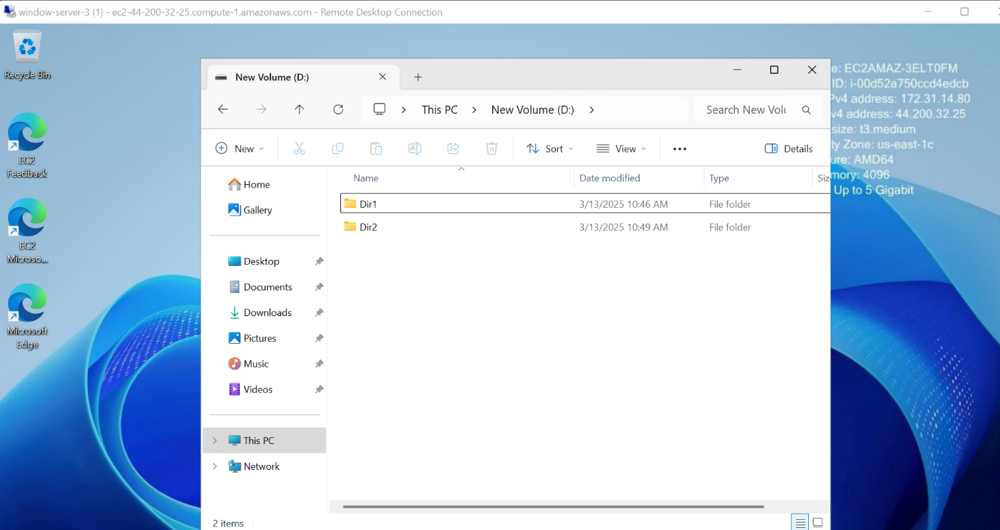 window-server-3 (1) - ec2-44-200-32-25.compute-1.amazonaws.com - Remote Desktop Connection
Recycle Bin
EC2
Feedback
EC2
Microso...
Microsoft
Edge
New Volume (D:)
This PC
New Volume (D:)
Search New Volu
New
Sort
View
Details
Home
Gallery
Desktop
Documents
Downloads
Pictures
Music
Videos
This PC
Network
Name Date modified Type Siz
Dir1 3/13/2025 10:46 AM File folder
Dir2 3/13/2025 10:49 AM File folder
2 items
e: EC2AMAZ-3ELT0FM
ID: i-00d52a750ccd4edcb
v4 address: 172.31.14.80
v4 address: 44.200.32.25
size: t3.medium
ty Zone: us-east-1c
ure: AMD64
mory: 4096
Up to 5 Gigabit